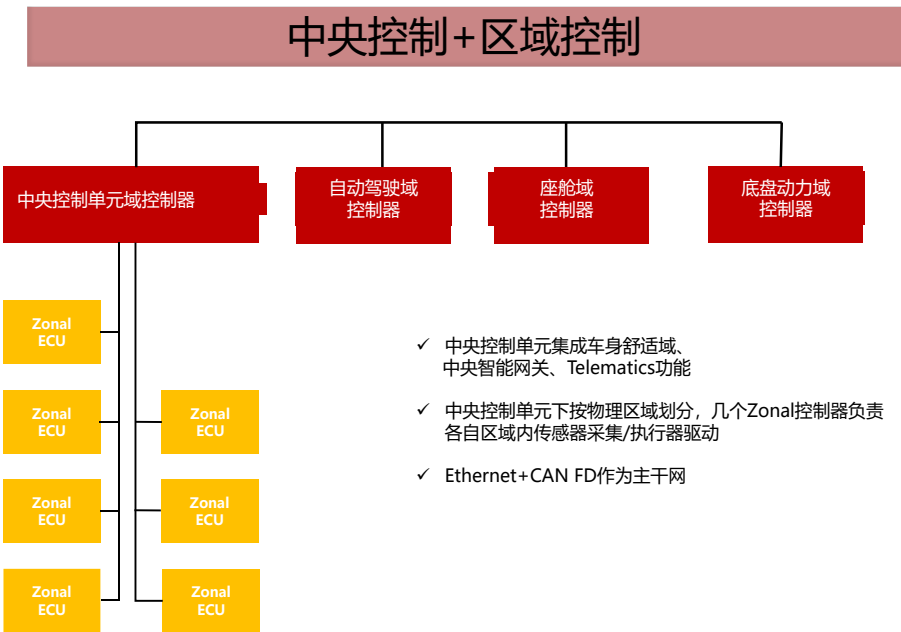 中央控制+区域控制
中央控制单元域控制器
自动驾驶域
控制器
座舱域
控制器
底盘动力域
控制器
Zonal
ECU
Zonal
ECU
Zonal
ECU
Zonal
ECU
Zonal
ECU
Zonal
ECU
Zonal
ECU
✓ 中央控制单元集成车身舒适域、
中央智能网关、Telematics功能
✓ 中央控制单元下按物理区域划分，几个Zonal控制器负责
各自区域内传感器采集/执行器驱动
✓ Ethernet+CAN FD作为主干网